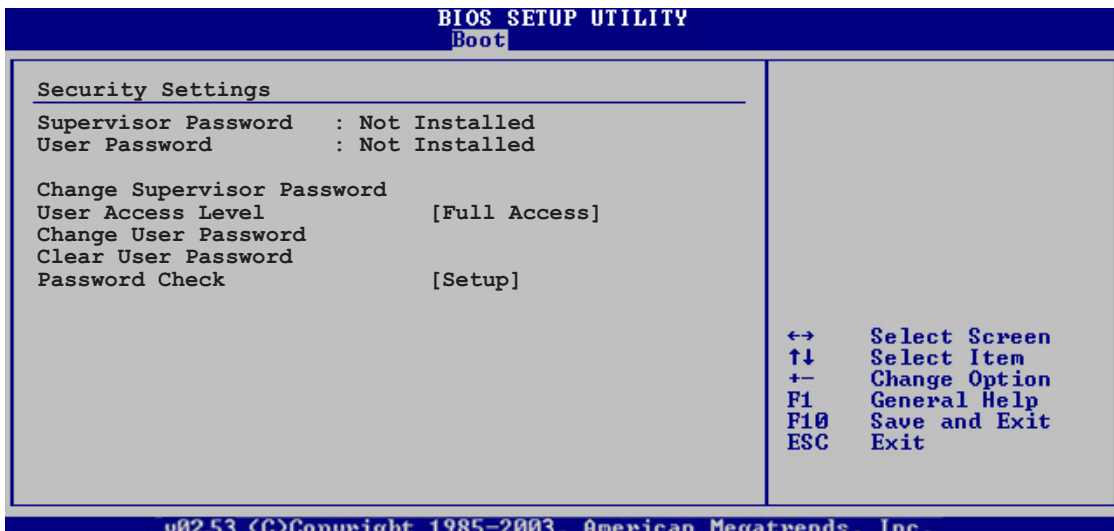 BIOS SETUP UTILITY
Boot
Security Settings
Supervisor Password : Not Installed
User Password : Not Installed
Change Supervisor Password
User Access Level [Full Access]
Change User Password
Clear User Password
Password Check [Setup]
←→ Select Screen
↑↓ Select Item
+- Change Option
F1 General Help
F10 Save and Exit
ESC Exit
v02.53 (C)Copyright 1985-2003, American Megatrends, Inc.